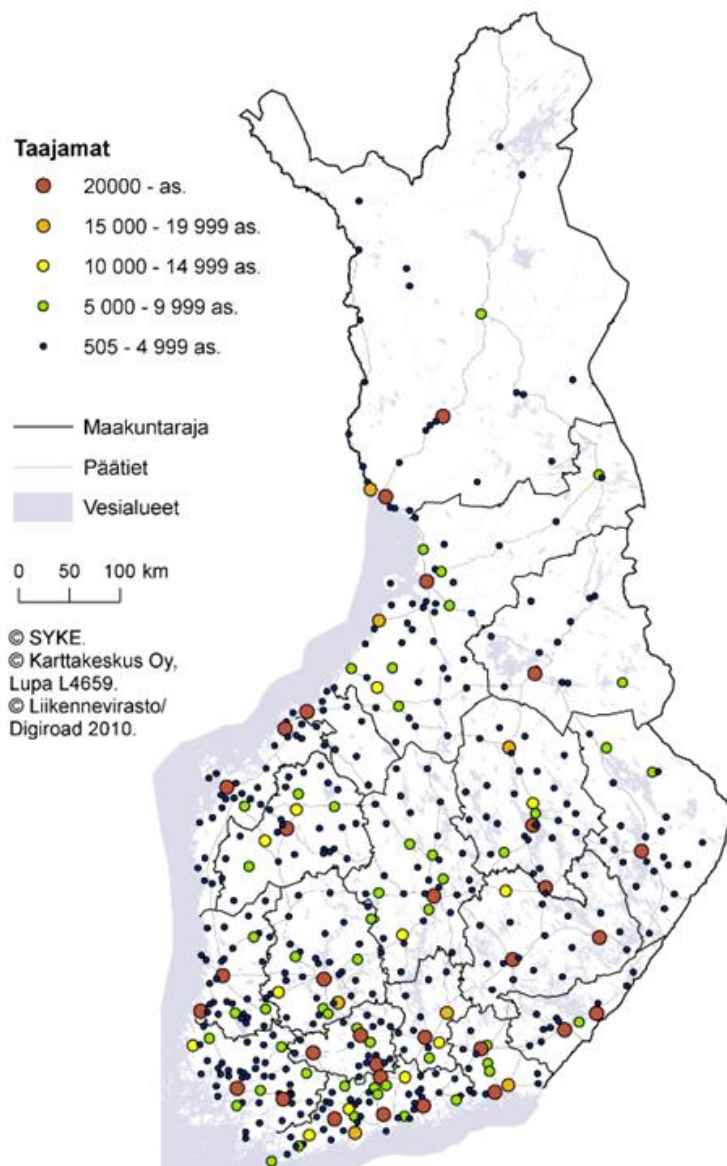 Taajamat
20000 - as.
15 000 - 19 999 as.
10 000 - 14 999 as.
5 000 - 9 999 as.
505 - 4 999 as.
Maakuntaraja
Päätiet
Vesialueet
0 50 100 km
© SYKE.
© Karttakeskus Oy,
Lupa L4659.
© Liikennevirasto/
Digiroad 2010.